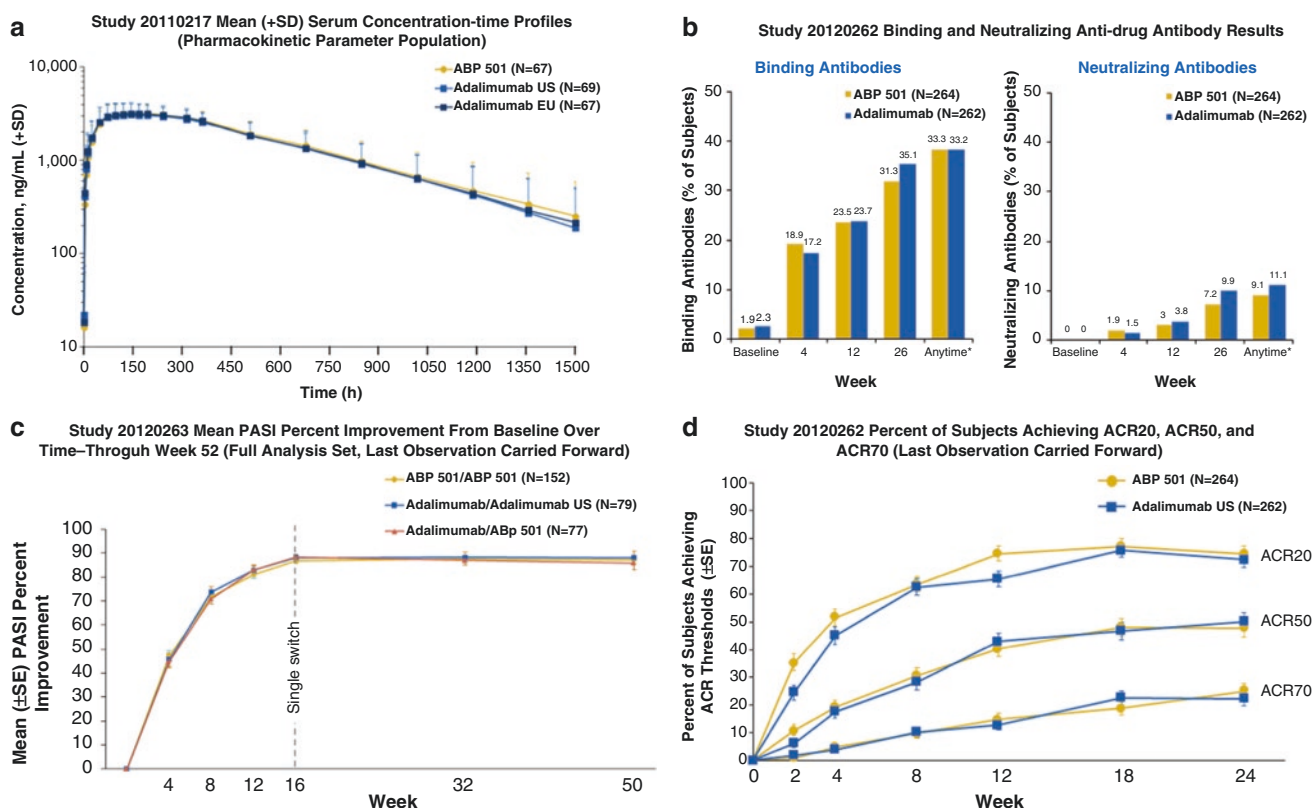 a
Study 20110217 Mean (+SD) Serum Concentration-time Profiles
(Pharmacokinetic Parameter Population)
Concentration, ng/mL (+SD)
10,000
1,000
100
10
ABP 501 (N=67)
Adalimumab US (N=69)
Adalimumab EU (N=67)
0 150 300 450 600 750 900 1050 1200 1350 1500
Time (h)
b
Study 20120262 Binding and Neutralizing Anti-drug Antibody Results
Binding Antibodies
Binding Antibodies (% of Subjects)
50
40
30
20
10
0
ABP 501 (N=264)
Adalimumab (N=262)
1.9 2.3
18.9 17.2
23.5 23.7
31.3 35.1
33.3 33.2
Baseline 4 12 26 Anytime*
Week
Neutralizing Antibodies
Neutralizing Antibodies (% of Subjects)
50
40
30
20
10
0
ABP 501 (N=264)
Adalimumab (N=262)
0 0
1.9 1.5
3 3.8
7.2 9.9
9.1 11.1
Baseline 4 12 26 Anytime*
Week
c
Study 20120263 Mean PASI Percent Improvement From Baseline Over
Time–Throguh Week 52 (Full Analysis Set, Last Observation Carried Forward)
ABP 501/ABP 501 (N=152)
Adalimumab/Adalimumab US (N=79)
Adalimumab/ABp 501 (N=77)
Mean (±SE) PASI Percent
Improvement
100
90
80
70
60
50
40
30
20
10
0
Single switch
4 8 12 16 32 50
Week
d
Study 20120262 Percent of Subjects Achieving ACR20, ACR50, and
ACR70 (Last Observation Carried Forward)
ABP 501 (N=264)
Adalimumab US (N=262)
Percent of Subjects Achieving
ACR Thresholds (±SE)
100
90
80
70
60
50
40
30
20
10
0
ACR20
ACR50
ACR70
0 2 4 8 12 18 24
Week